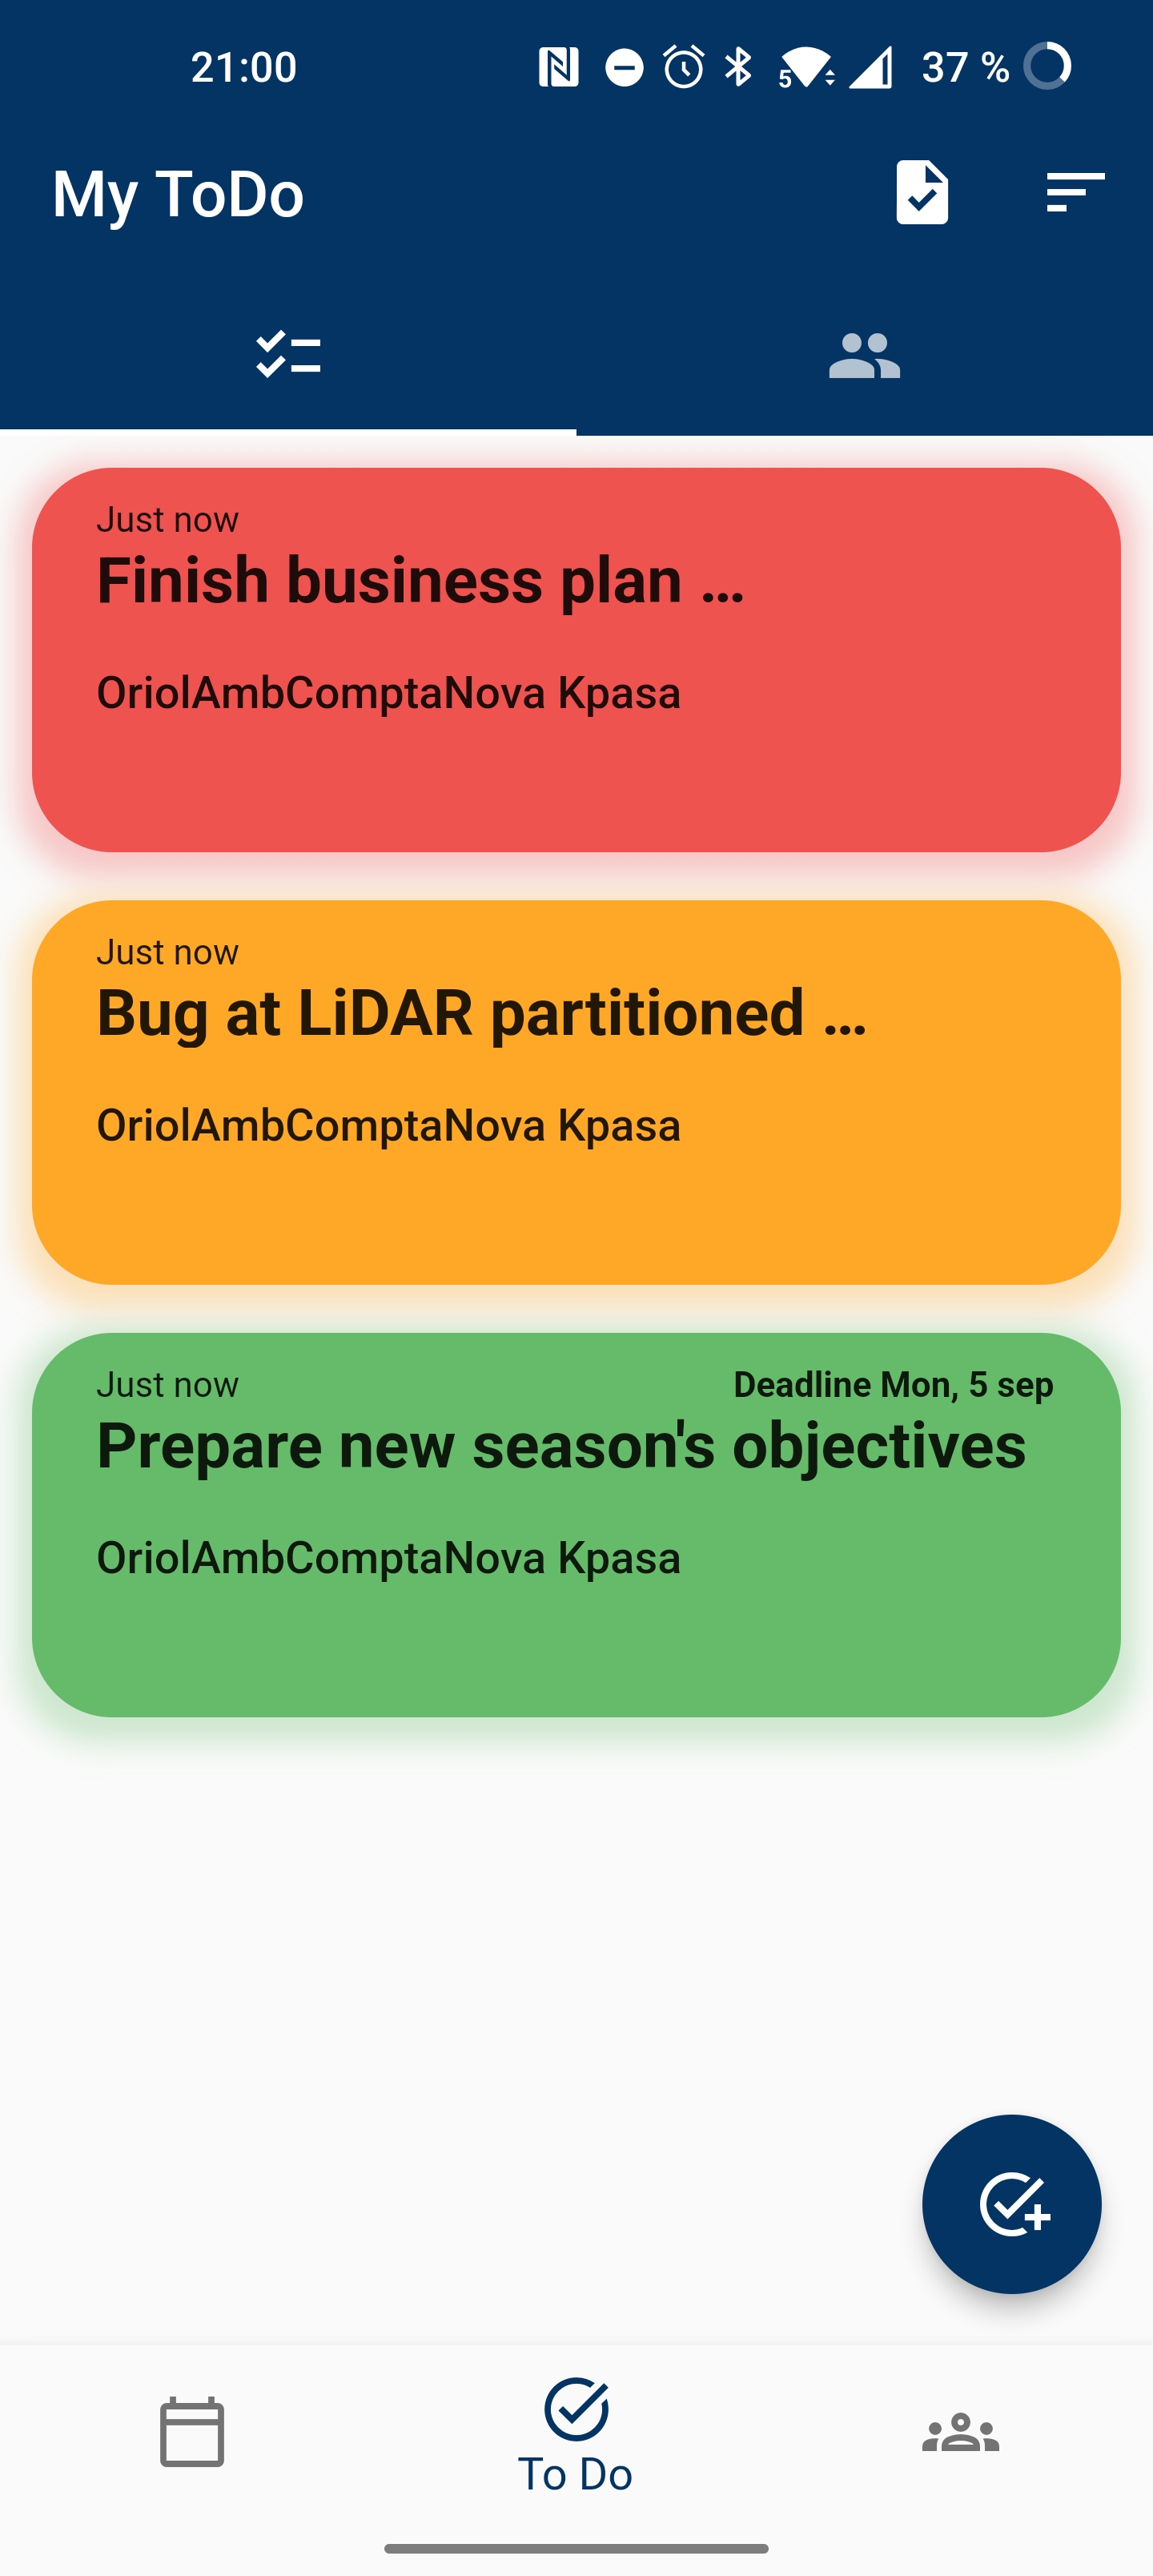 21:00
5
37 %
My ToDo
Just now
Finish business plan ...
OriolAmbComptaNova Kpasa
Just now
Bug at LiDAR partitioned ...
OriolAmbComptaNova Kpasa
Just now
Deadline Mon, 5 sep
Prepare new season's objectives
OriolAmbComptaNova Kpasa
To Do